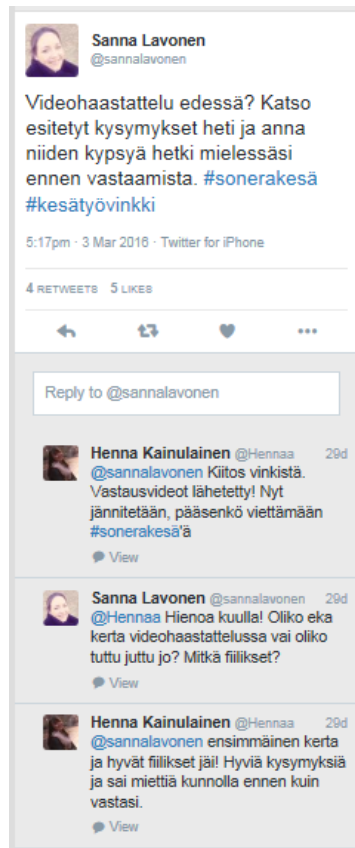 Sanna Lavonen
@sannalavonen
Videohaastattelu edessä? Katso
esitetyt kysymykset heti ja anna
niiden kypsyä hetki mielessäsi
ennen vastaamista. #sonerakesä
#kesätyövinkki
5:17pm · 3 Mar 2016 · Twitter for iPhone
4 RETWEETS 5 LIKES
Reply to @sannalavonen
Henna Kainulainen @Hennaa 29d
@sannalavonen Kiitos vinkistä.
Vastausvideot lähetetty! Nyt
jännitetään, pääsenkö viettämään
#sonerakesä'ä
View
Sanna Lavonen @sannalavonen 29d
@Hennaa Hienoa kuulla! Oliko eka
kerta videohaastattelussa vai oliko
tuttu juttu jo? Mitkä fiilikset?
View
Henna Kainulainen @Hennaa 29d
@sannalavonen ensimmäinen kerta
ja hyvät fiilikset jäi! Hyviä kysymyksiä
ja sai miettiä kunnolla ennen kuin
vastasi.
View